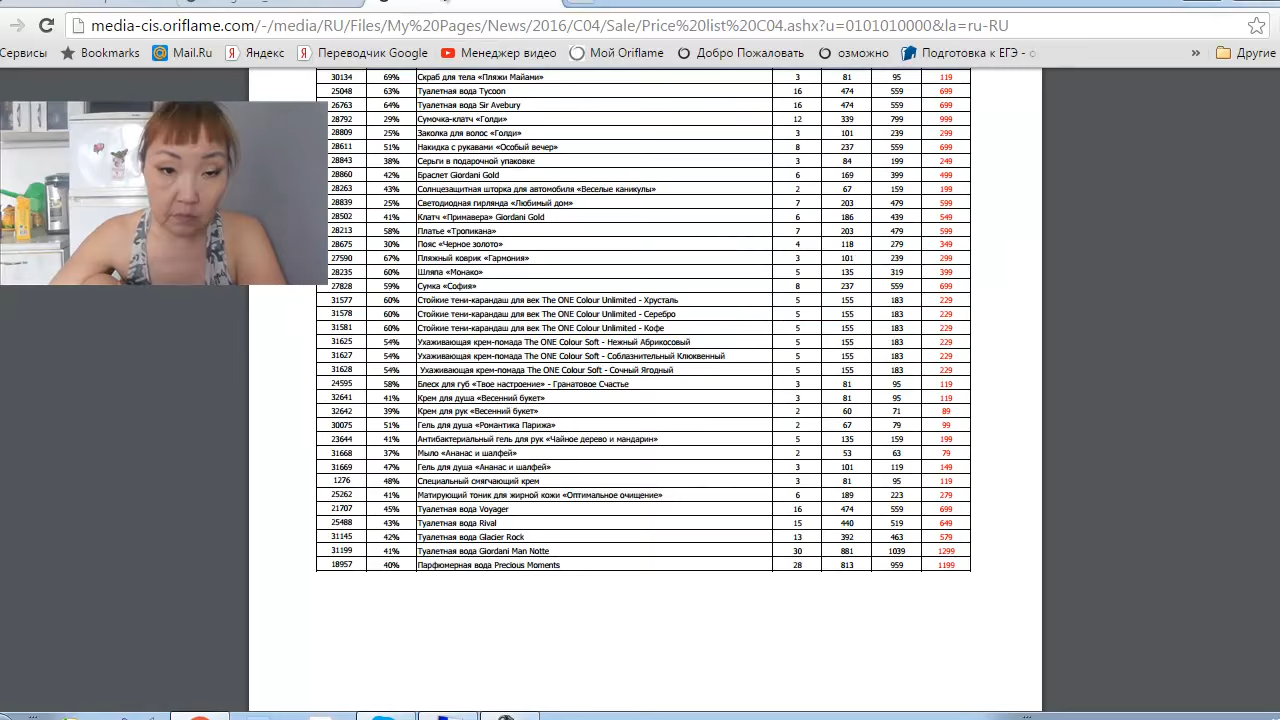 media-cis.oriflame.com/-/media/RU/Files/My%20Pages/News/2016/C04/Sale/Price%20list%20C04.ashx?u=0101010000&la=ru-RU
Сервисы Bookmarks Mail.Ru Яндекс Переводчик Google Менеджер видео Мой Oriflame Добро Пожаловать возможно Подготовка к ЕГЭ - с » Другие
30134 69% Скраб для тела «Пляжи Майами» 3 81 95 119
25048 63% Туалетная вода Tycoon 16 474 559 699
26763 64% Туалетная вода Sir Avebury 16 474 559 699
28792 29% Сумочка-клатч «Голди» 12 339 799 999
28809 25% Заколка для волос «Голди» 3 101 239 299
28611 51% Накидка с рукавами «Особый вечер» 8 237 559 699
28843 38% Серьги в подарочной упаковке 3 84 199 249
28860 42% Браслет Giordani Gold 6 169 399 499
28263 43% Солнцезащитная шторка для автомобиля «Веселые каникулы» 2 67 159 199
28839 25% Светодиодная гирлянда «Любимый дом» 7 203 479 599
28502 41% Клатч «Примавера» Giordani Gold 6 186 439 549
28213 58% Платье «Тропикана» 7 203 479 599
28675 30% Пояс «Черное золото» 4 118 279 349
27590 67% Пляжный коврик «Гармония» 3 101 239 299
28235 60% Шляпа «Монако» 5 135 319 399
27828 59% Сумка «София» 8 237 559 699
31577 60% Стойкие тени-карандаш для век The ONE Colour Unlimited - Хрусталь 5 155 183 229
31578 60% Стойкие тени-карандаш для век The ONE Colour Unlimited - Серебро 5 155 183 229
31581 60% Стойкие тени-карандаш для век The ONE Colour Unlimited - Кофе 5 155 183 229
31625 54% Ухаживающая крем-помада The ONE Colour Soft - Нежный Абрикосовый 5 155 183 229
31627 54% Ухаживающая крем-помада The ONE Colour Soft - Соблазнительный Клюквенный 5 155 183 229
31628 54% Ухаживающая крем-помада The ONE Colour Soft - Сочный Ягодный 5 155 183 229
24595 58% Блеск для губ «Твое настроение» - Гранатовое Счастье 3 81 95 119
32641 41% Крем для душа «Весенний букет» 3 81 95 119
32642 39% Крем для рук «Весенний букет» 2 60 71 89
30075 51% Гель для душа «Романтика Парижа» 2 67 79 99
23644 41% Антибактериальный гель для рук «Чайное дерево и мандарин» 5 135 159 199
31668 37% Мыло «Ананас и шалфей» 2 53 63 79
31669 47% Гель для душа «Ананас и шалфей» 3 101 119 149
1276 48% Специальный смягчающий крем 3 81 95 119
25262 41% Матирующий тоник для жирной кожи «Оптимальное очищение» 6 189 223 279
21707 45% Туалетная вода Voyager 16 474 559 699
25488 43% Туалетная вода Rival 15 440 519 649
31145 42% Туалетная вода Glacier Rock 13 392 463 579
31199 41% Туалетная вода Giordani Man Notte 30 881 1039 1299
18957 40% Парфюмерная вода Precious Moments 28 813 959 1199